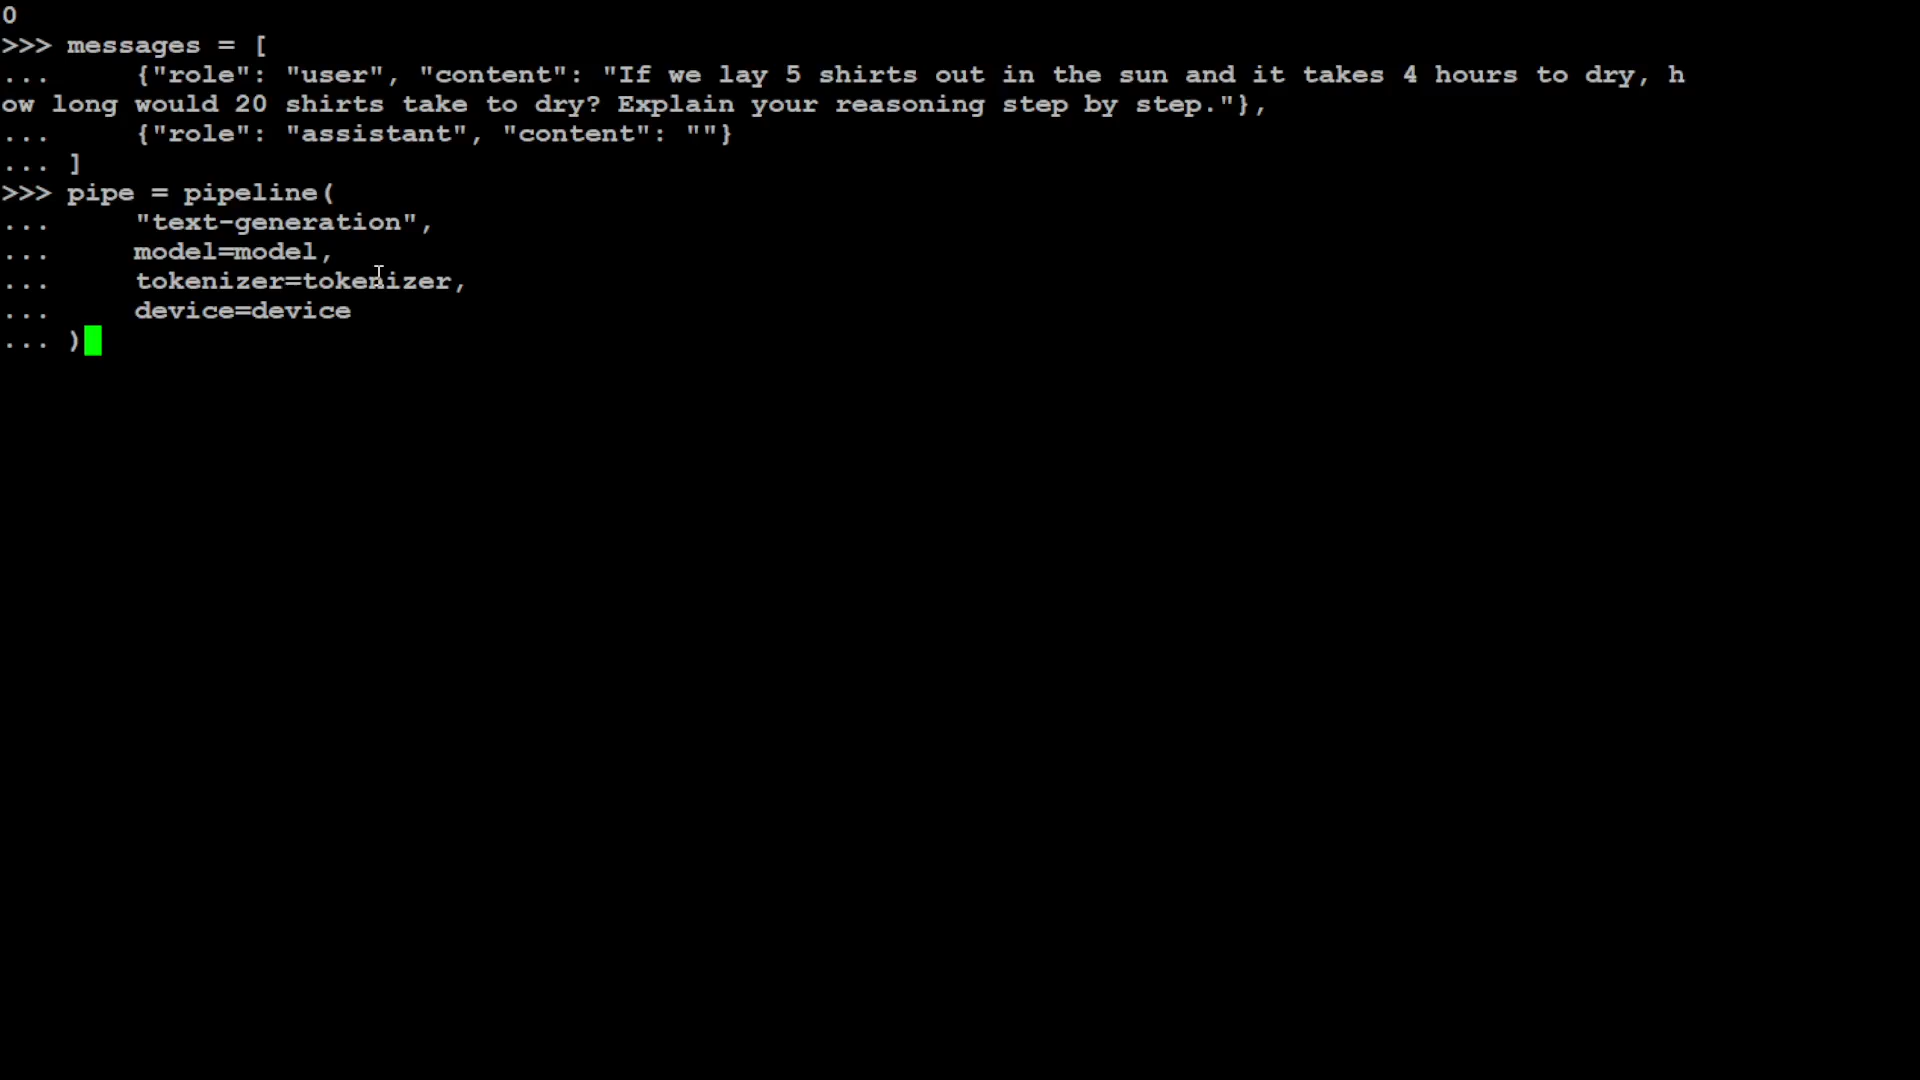 0
>>> messages = [
...     {"role": "user", "content": "If we lay 5 shirts out in the sun and it takes 4 hours to dry, h
ow long would 20 shirts take to dry? Explain your reasoning step by step."},
...     {"role": "assistant", "content": ""}
... ]
>>> pipe = pipeline(
...     "text-generation",
...     model=model,
...     tokenizer=tokenizer,
...     device=device
... )